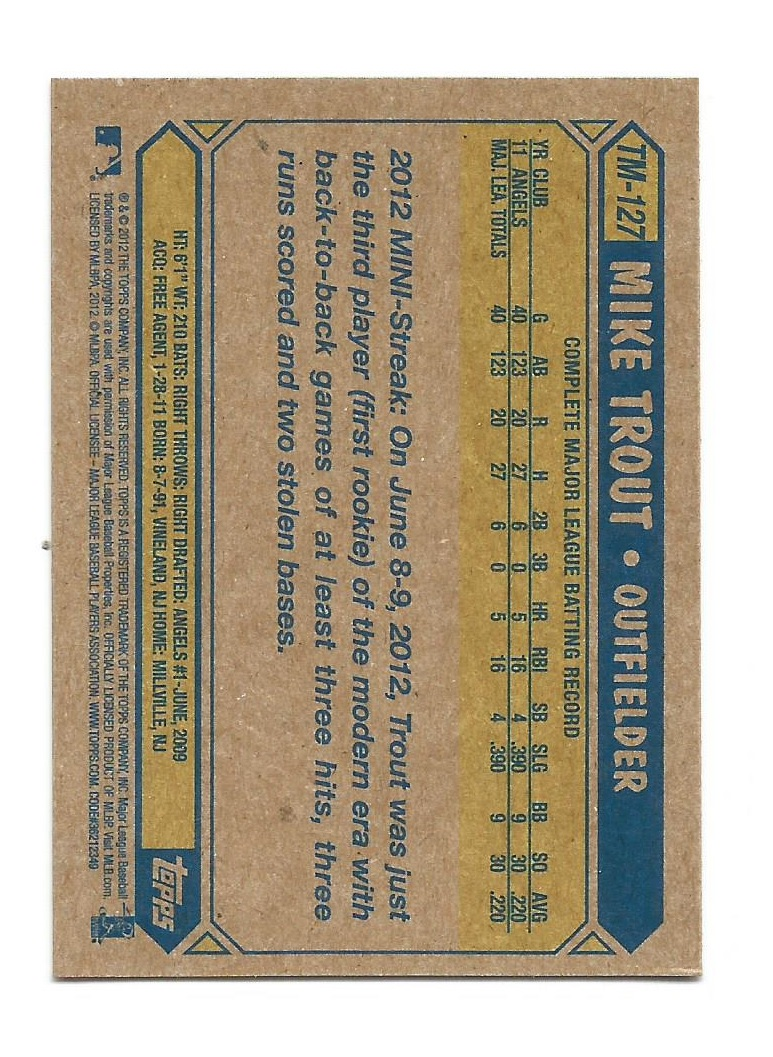 TM-127 MIKE TROUT • OUTFIELDER
COMPLETE MAJOR LEAGUE BATTING RECORD
YR CLUB G AB R H 2B 3B HR RBI SB SLG BB SO AVG
11 ANGELS 40 123 20 27 6 0 5 16 4 .390 9 30 .220
MAJ. LEA. TOTALS 40 123 20 27 6 0 5 16 4 .390 9 30 .220
2012 MINI-Streak: On June 8-9, 2012, Trout was just
the third player (first rookie) of the modern era with
back-to-back games of at least three hits, three
runs scored and two stolen bases.
HT: 6'1" WT: 210 BATS: RIGHT THROWS: RIGHT DRAFTED: ANGELS #1-JUNE, 2009
ACQ: FREE AGENT, 1-28-11 BORN: 8-7-91, VINELAND, NJ HOME: MILLVILLE, NJ
TOPPS
® & © 2012 THE TOPPS COMPANY, INC. ALL RIGHTS RESERVED. TOPPS IS A REGISTERED TRADEMARK OF THE TOPPS COMPANY, INC. Major League Baseball
trademarks and copyrights are used with permission of Major League Baseball Properties, Inc. OFFICIALLY LICENSED PRODUCT OF MLBP. Visit MLB.com.
LICENSED BY MLBPA, 2012. © MLBPA. OFFICIAL LICENSEE – MAJOR LEAGUE BASEBALL PLAYERS ASSOCIATION. WWW.TOPPS.COM. CODE#36212349